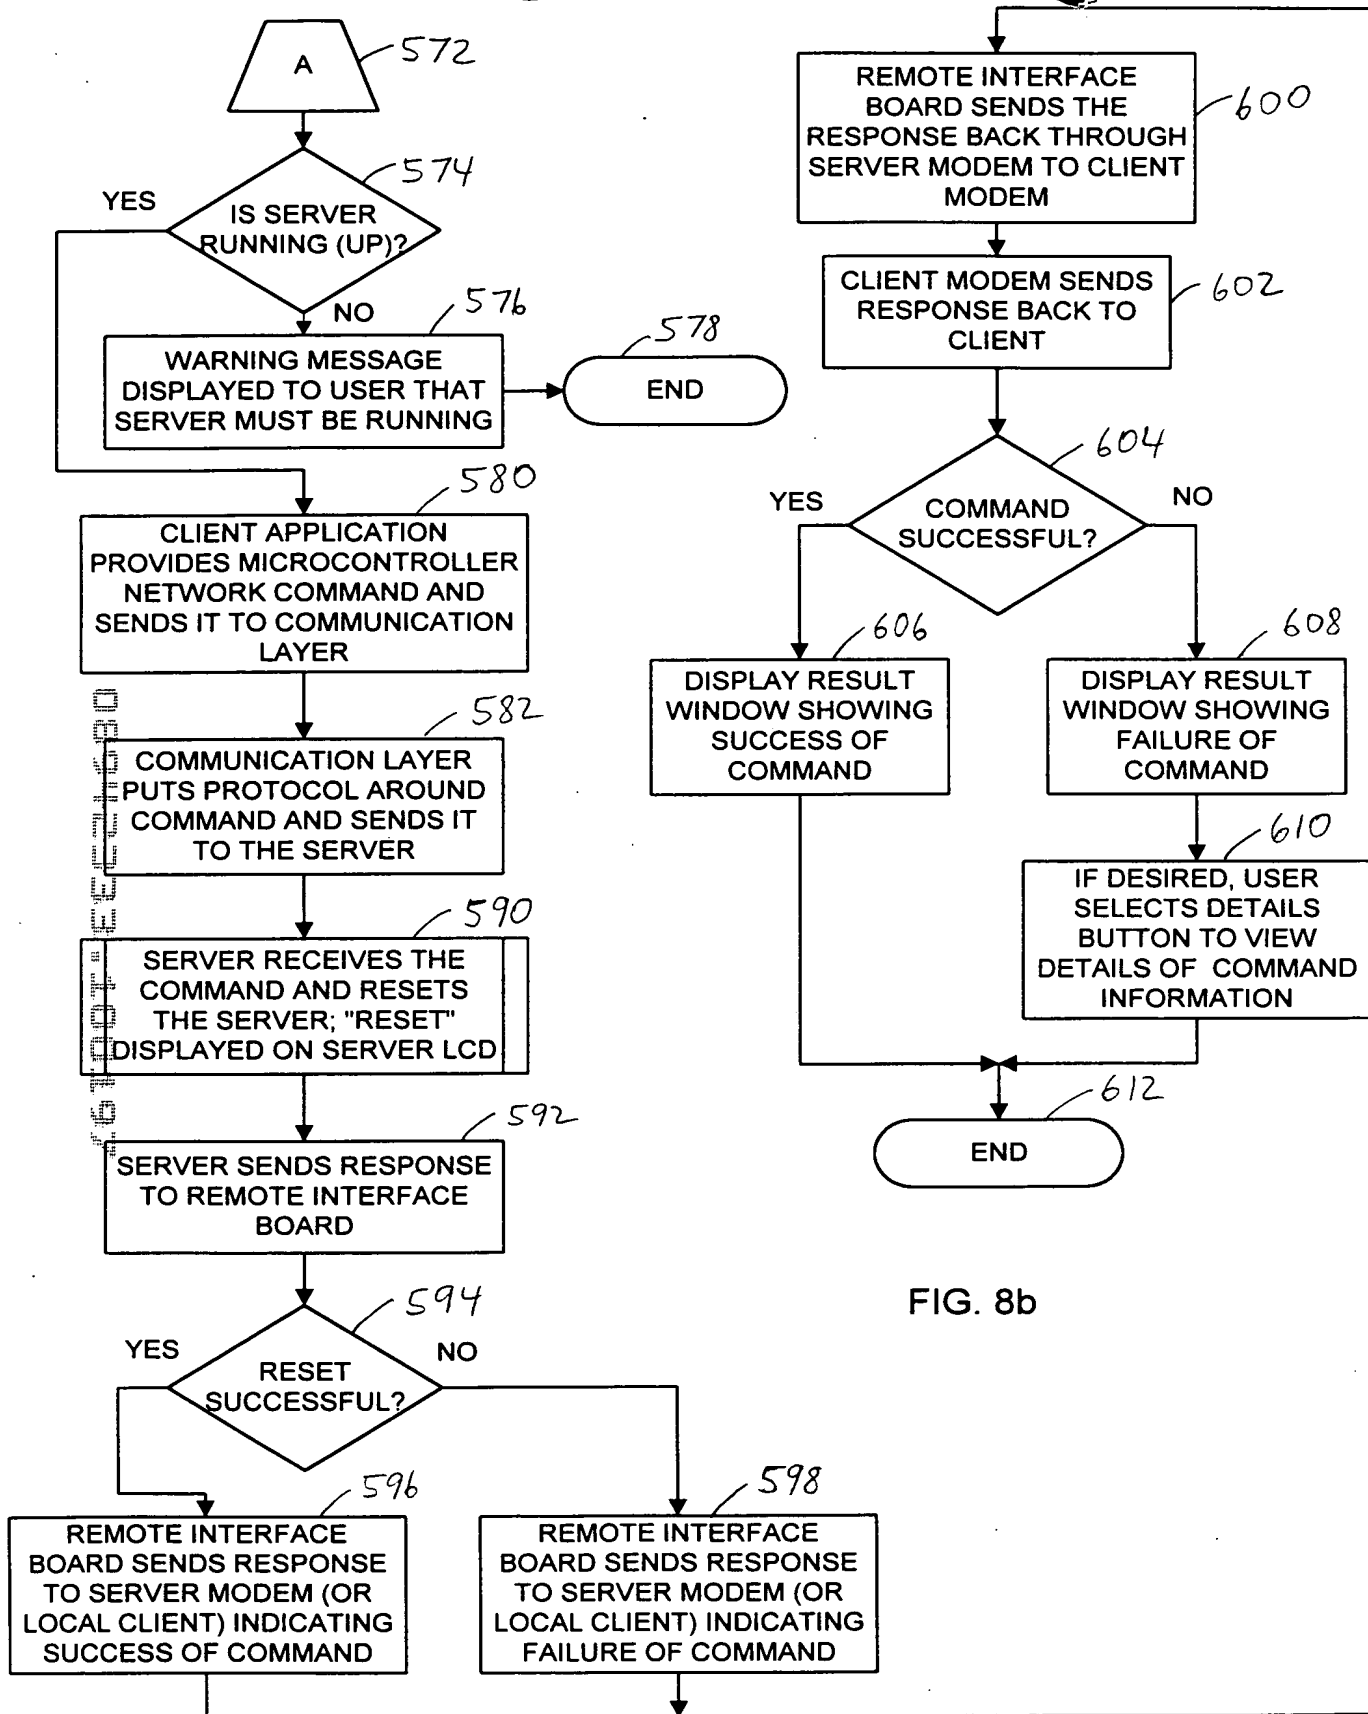 A
572
574
YES
IS SERVER
RUNNING (UP)?
NO
576
WARNING MESSAGE
DISPLAYED TO USER THAT
SERVER MUST BE RUNNING
578
END
580
CLIENT APPLICATION
PROVIDES MICROCONTROLLER
NETWORK COMMAND AND
SENDS IT TO COMMUNICATION
LAYER
582
COMMUNICATION LAYER
PUTS PROTOCOL AROUND
COMMAND AND SENDS IT
TO THE SERVER
590
SERVER RECEIVES THE
COMMAND AND RESETS
THE SERVER; "RESET"
DISPLAYED ON SERVER LCD
592
SERVER SENDS RESPONSE
TO REMOTE INTERFACE
BOARD
594
YES
NO
RESET
SUCCESSFUL?
596
REMOTE INTERFACE
BOARD SENDS RESPONSE
TO SERVER MODEM (OR
LOCAL CLIENT) INDICATING
SUCCESS OF COMMAND
598
REMOTE INTERFACE
BOARD SENDS RESPONSE
TO SERVER MODEM (OR
LOCAL CLIENT) INDICATING
FAILURE OF COMMAND
REMOTE INTERFACE
BOARD SENDS THE
RESPONSE BACK THROUGH
SERVER MODEM TO CLIENT
MODEM
600
CLIENT MODEM SENDS
RESPONSE BACK TO
CLIENT
602
604
YES
NO
COMMAND
SUCCESSFUL?
606
DISPLAY RESULT
WINDOW SHOWING
SUCCESS OF
COMMAND
608
DISPLAY RESULT
WINDOW SHOWING
FAILURE OF
COMMAND
610
IF DESIRED, USER
SELECTS DETAILS
BUTTON TO VIEW
DETAILS OF COMMAND
INFORMATION
612
END
FIG. 8b